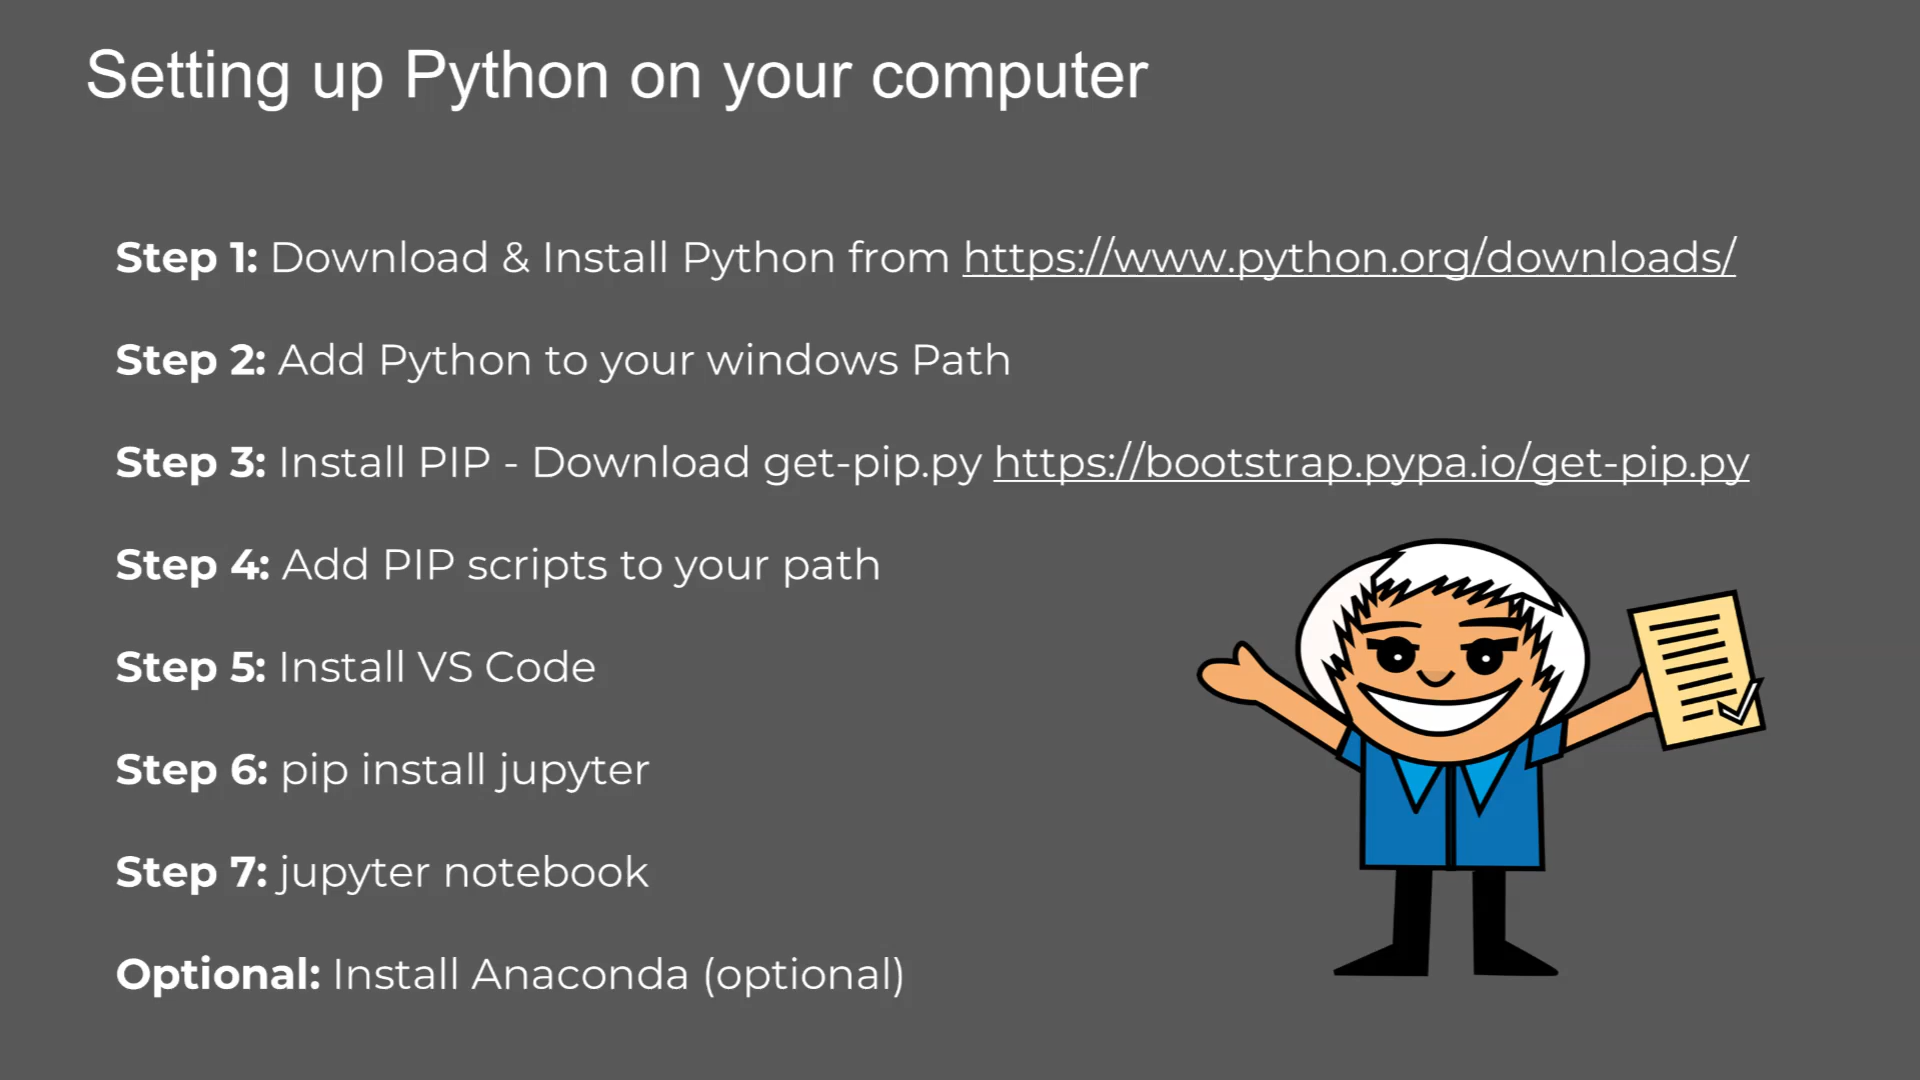 Setting up Python on your computer
Step 1: Download & Install Python from https://www.python.org/downloads/
Step 2: Add Python to your windows Path
Step 3: Install PIP - Download get-pip.py https://bootstrap.pypa.io/get-pip.py
Step 4: Add PIP scripts to your path
Step 5: Install VS Code
Step 6: pip install jupyter
Step 7: jupyter notebook
Optional: Install Anaconda (optional)